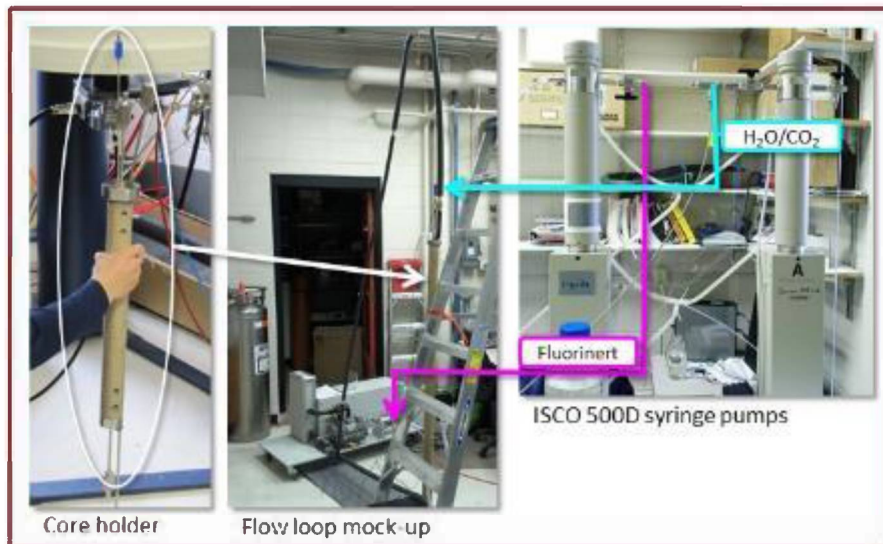 H₂O/CO₂
Fluorinert
A
ISCO 500D syringe pumps
Core holder
Flow loop mock-up